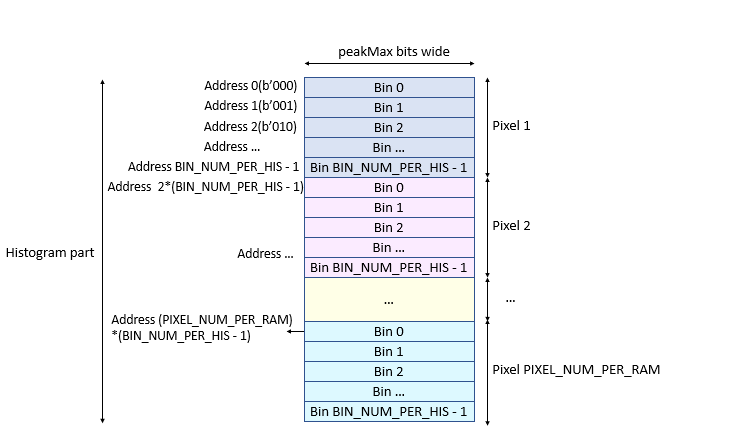 peakMax bits wide
Address 0(b'000)
Bin 0
Address 1(b'001)
Bin 1
Address 2(b'010)
Bin 2
Pixel 1
Address ...
Bin ...
Address BIN_NUM_PER_HIS - 1
Bin BIN_NUM_PER_HIS - 1
Address  2*(BIN_NUM_PER_HIS - 1)
Bin 0
Bin 1
Bin 2
Pixel 2
Histogram part
Address ...
Bin ...
Bin BIN_NUM_PER_HIS - 1
...
...
Address (PIXEL_NUM_PER_RAM)
*(BIN_NUM_PER_HIS - 1)
Bin 0
Bin 1
Bin 2
Pixel PIXEL_NUM_PER_RAM
Bin ...
Bin BIN_NUM_PER_HIS - 1